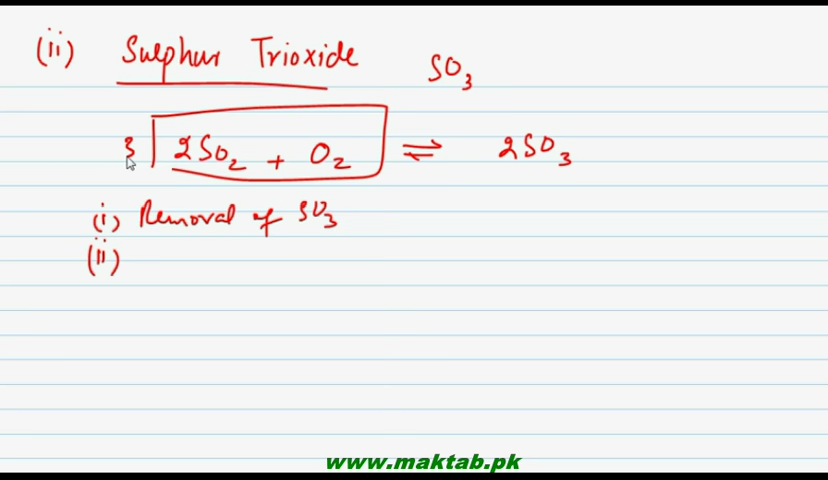 (ii) Sulphur Trioxide SO₃
3 2SO₂ + O₂ ⇌ 2SO₃
(i) Removal of SO₃
(ii)
www.maktab.pk